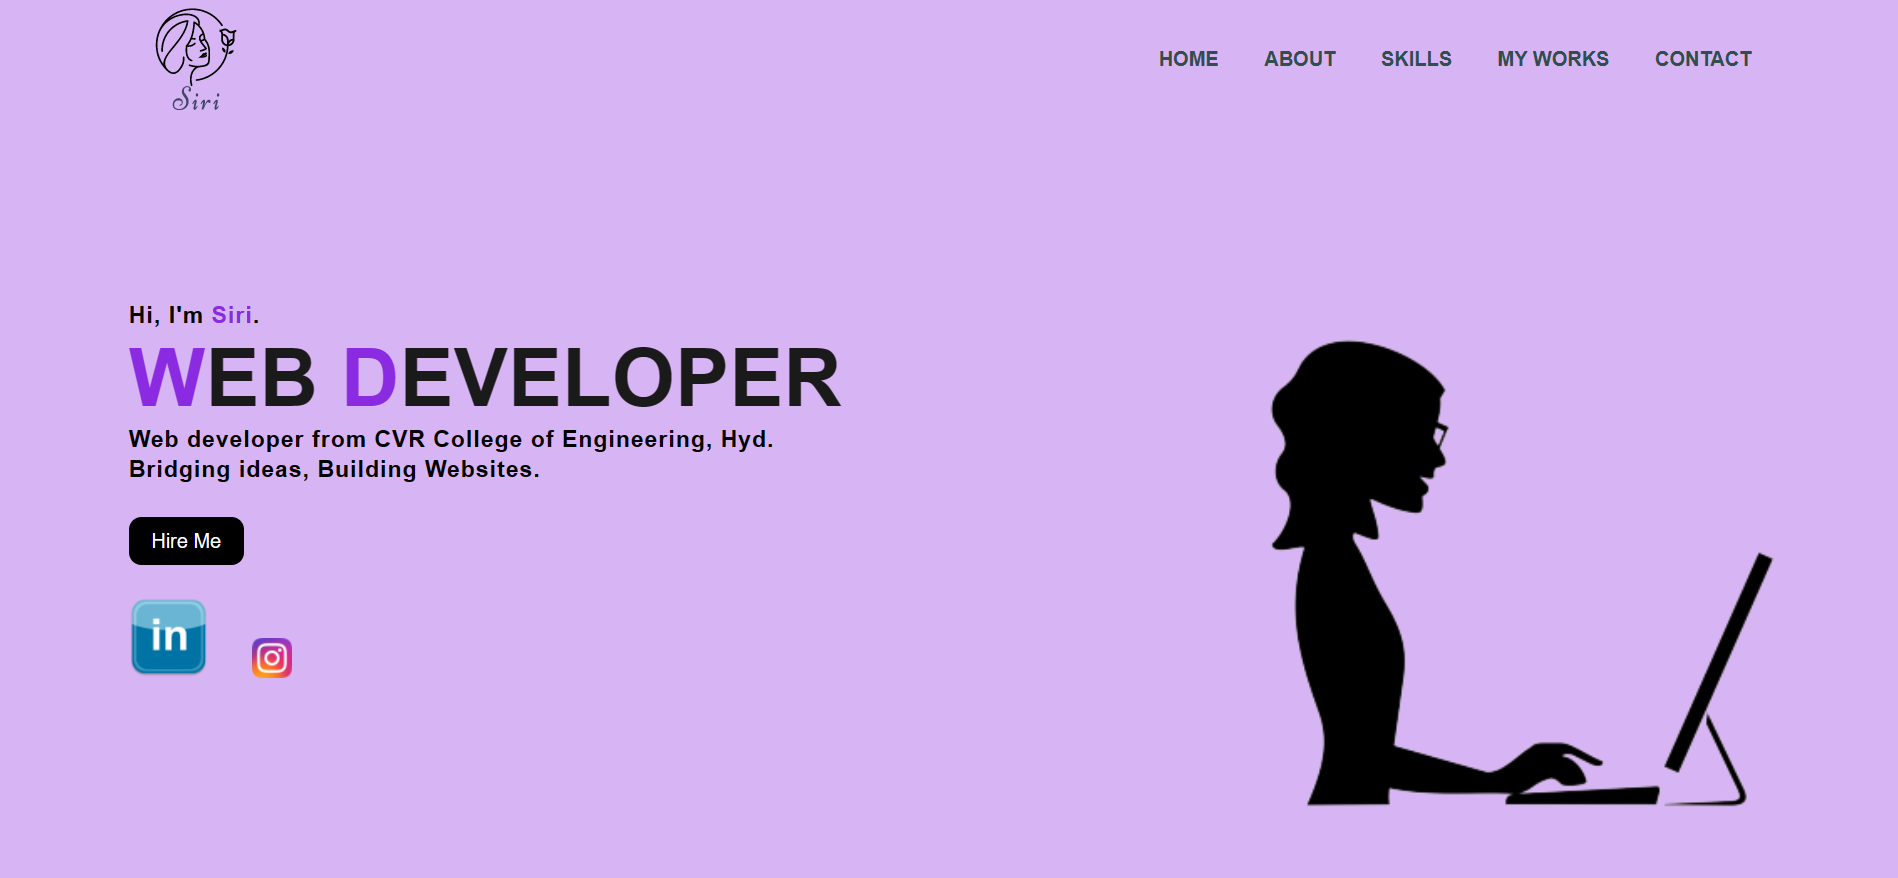 Siri
HOME ABOUT SKILLS MY WORKS CONTACT
Hi, I'm Siri.
WEB DEVELOPER
Web developer from CVR College of Engineering, Hyd.
Bridging ideas, Building Websites.
Hire Me
in